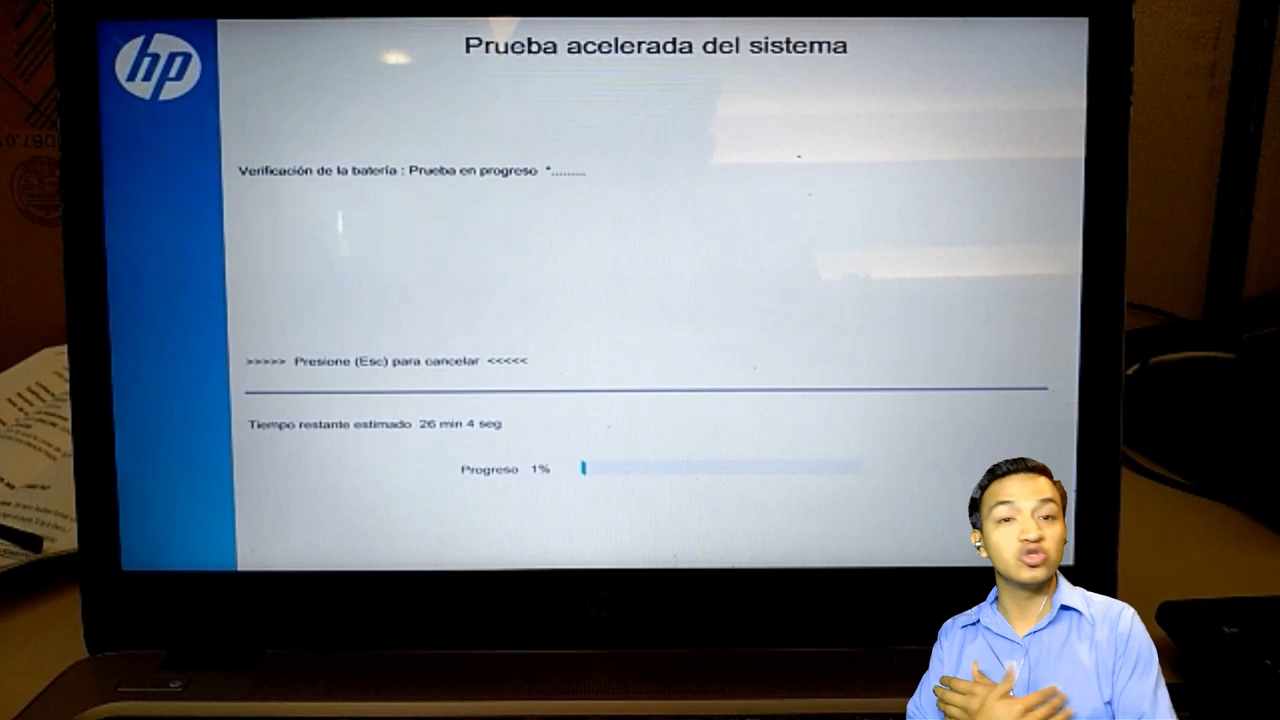 hp
Prueba acelerada del sistema
Verificación de la batería : Prueba en progreso *.........
>>>>> Presione (Esc) para cancelar <<<<<
Tiempo restante estimado 26 min 4 seg
Progreso 1%